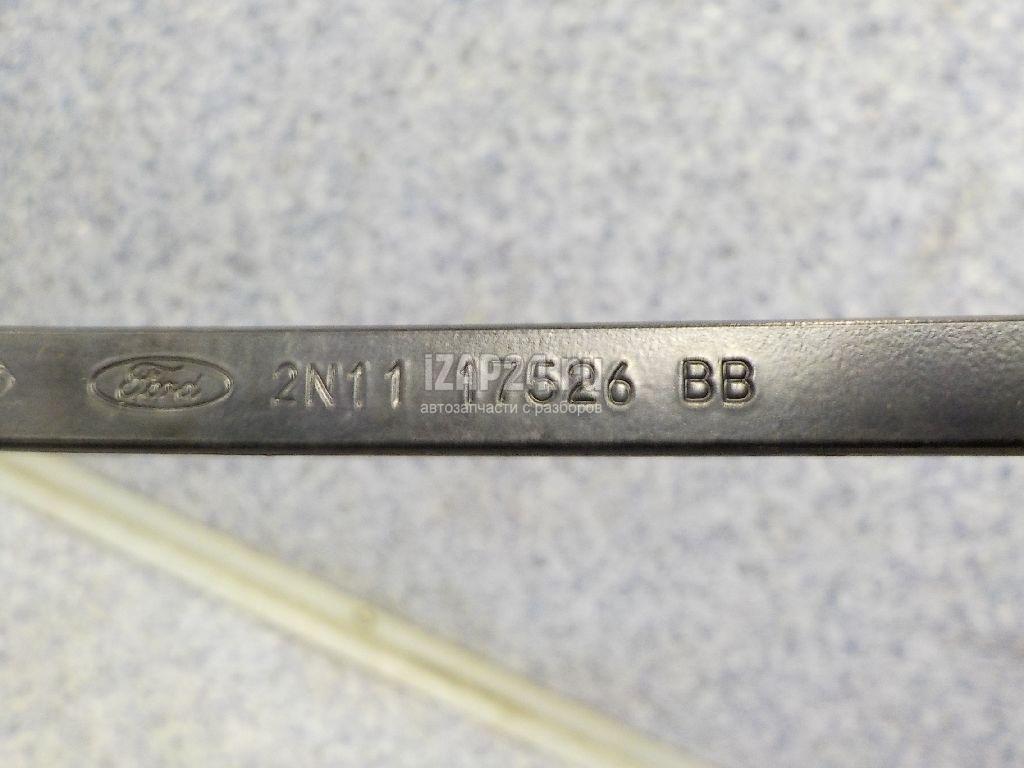 Ford 2N11 17526 BB
IZAP24.ru
автозапчасти с разборов